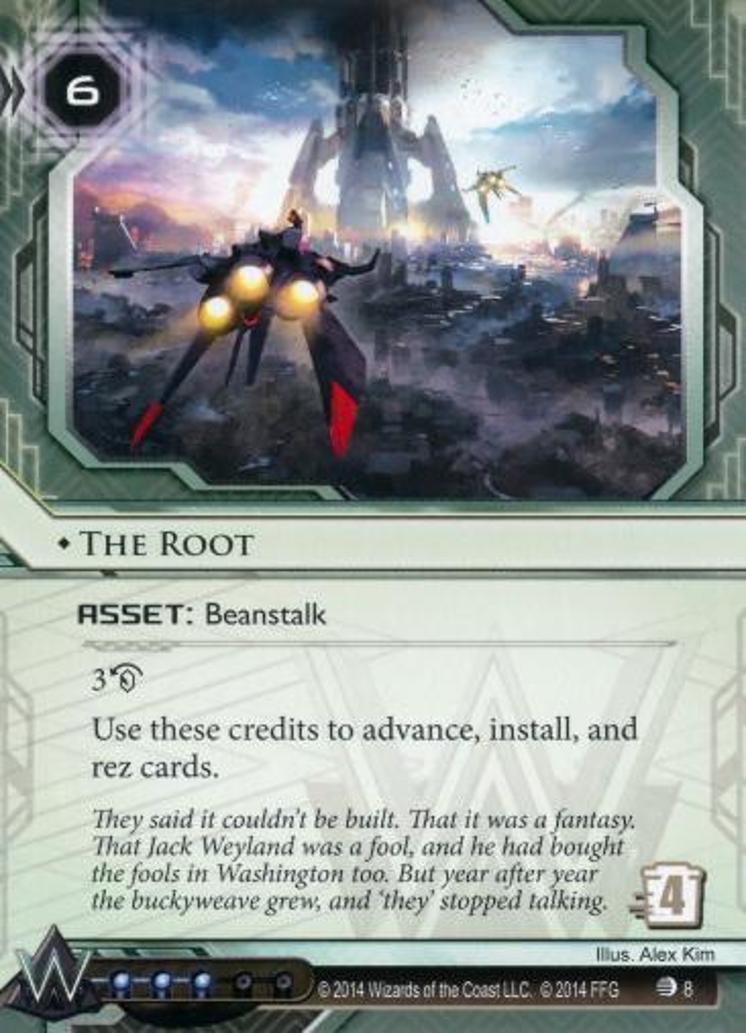 6
♦ THE ROOT
ASSET: Beanstalk
3
Use these credits to advance, install, and
rez cards.
They said it couldn't be built. That it was a fantasy.
That Jack Weyland was a fool, and he had bought
the fools in Washington too. But year after year
the buckyweave grew, and ‘they’ stopped talking.
4
Illus. Alex Kim
W
© 2014 Wizards of the Coast LLC. © 2014 FFG
8